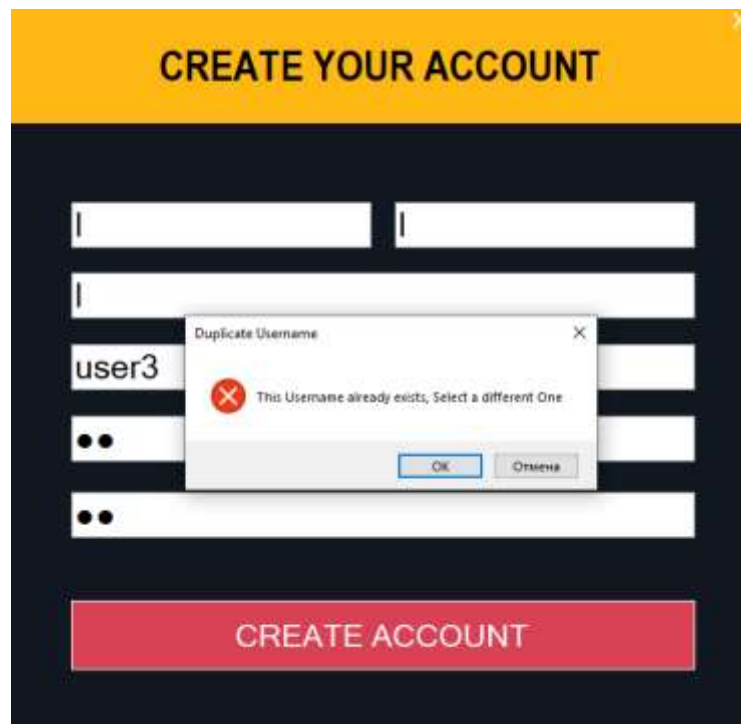 CREATE YOUR ACCOUNT
l
l
l
Duplicate Username
This Username already exists, Select a different One
user3
OK
Отмена
●●
●●
CREATE ACCOUNT